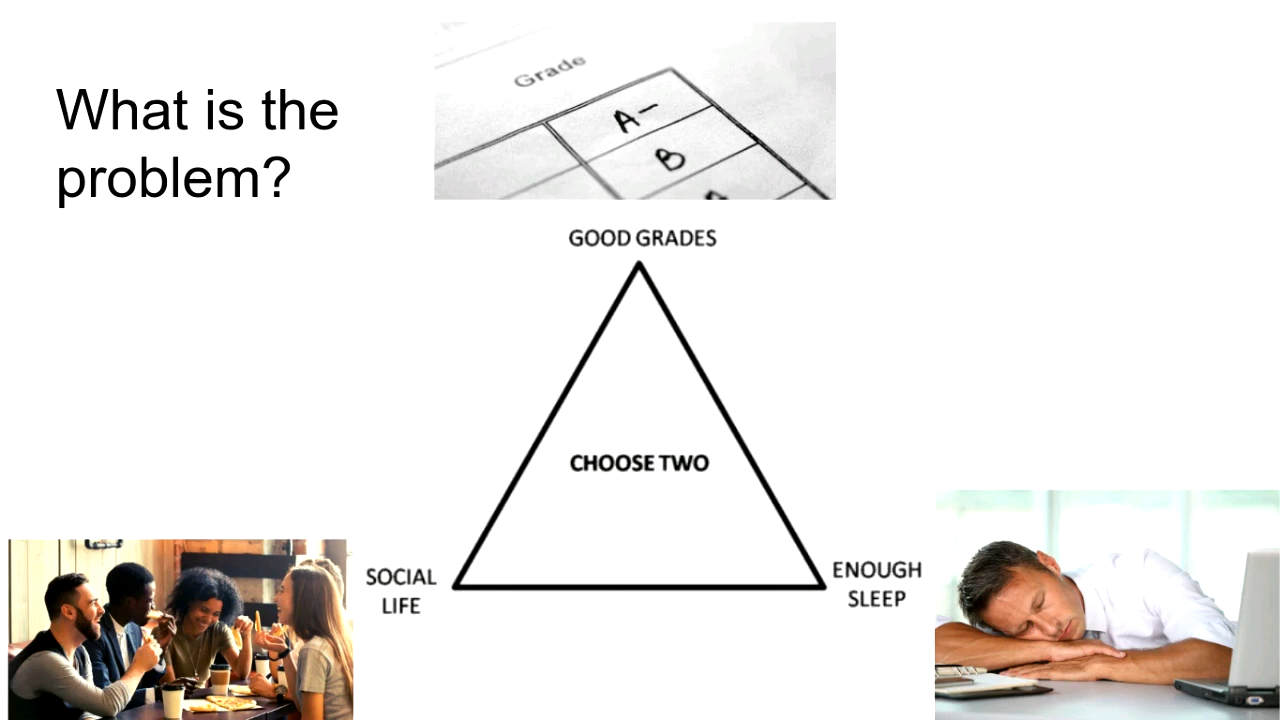 What is the
problem?
Grade
A-
B
GOOD GRADES
CHOOSE TWO
SOCIAL
LIFE
ENOUGH
SLEEP